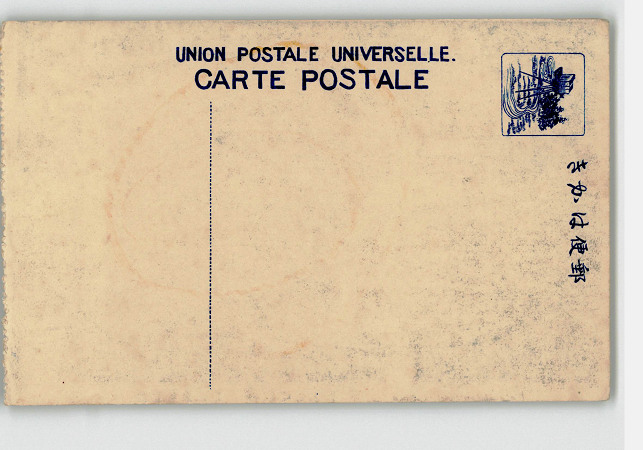 UNION POSTALE UNIVERSELLE.
CARTE POSTALE
郵便はかき